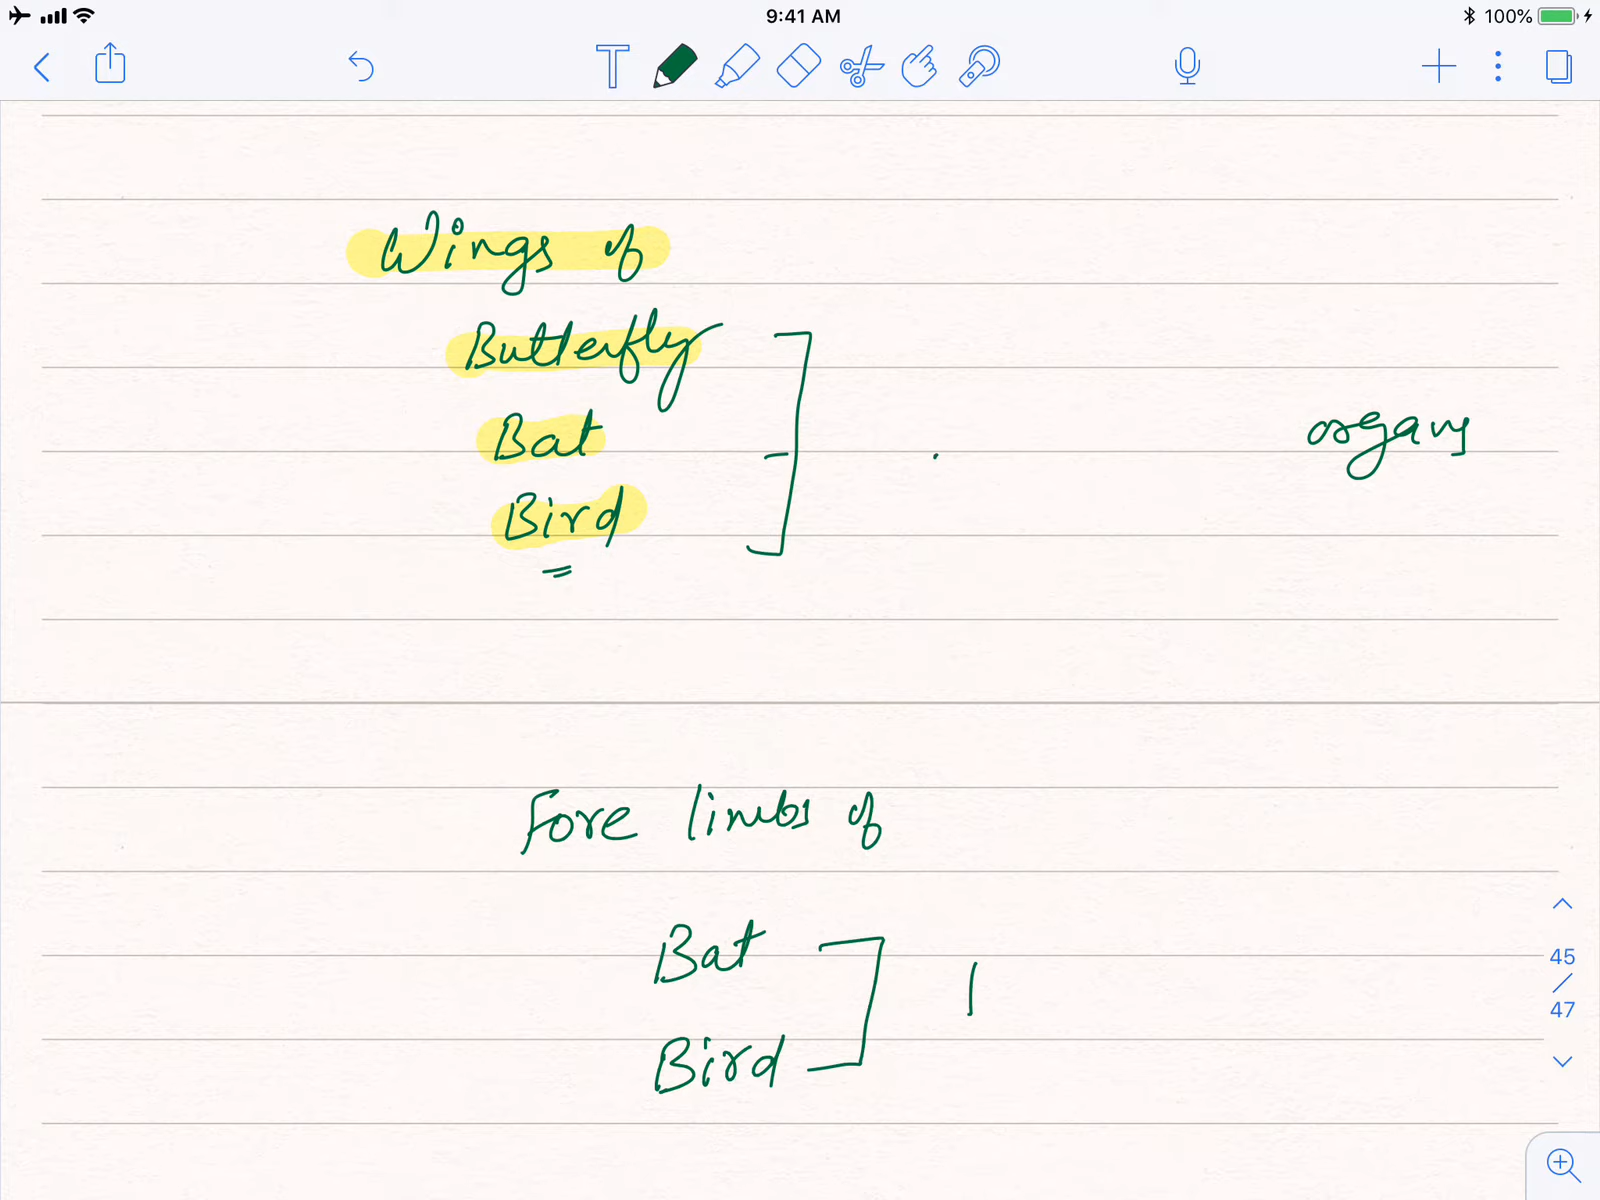 9:41 AM
100%
Wings of
Butterfly
Bat
organs
Bird
Fore limbs of
Bat
Bird
45
/
47